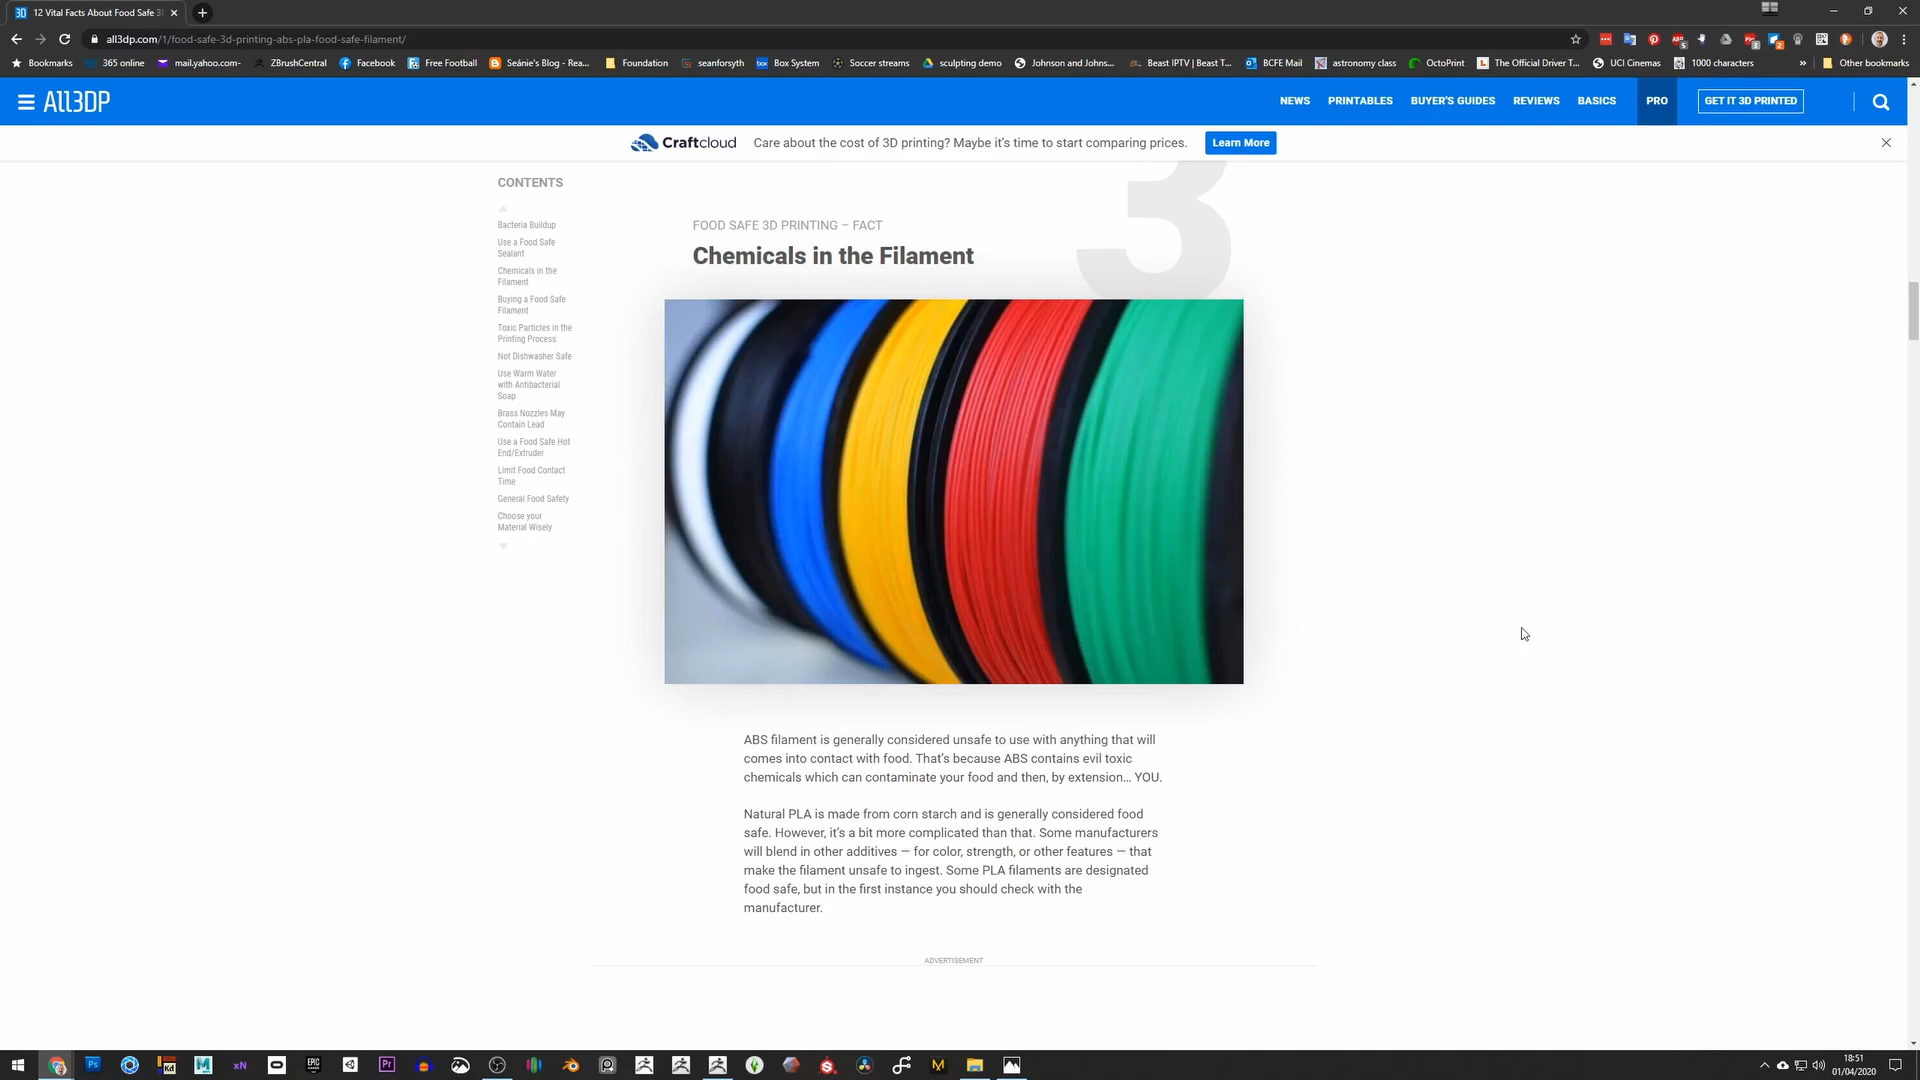 12 Vital Facts About Food Safe 3
all3dp.com/1/food-safe-3d-printing-abs-pla-food-safe-filament/
Bookmarks 365 online mail.yahoo.com- ZBrushCentral Facebook Free Football Seánie's Blog - Rea... Foundation seanforsyth Box System Soccer streams sculpting demo Johnson and Johns... Beast IPTV | Beast T... BCFE Mail astronomy class OctoPrint The Official Driver T... UCI Cinemas 1000 characters » Other bookmarks
ALL3DP NEWS PRINTABLES BUYER'S GUIDES REVIEWS BASICS PRO GET IT 3D PRINTED
Craftcloud Care about the cost of 3D printing? Maybe it's time to start comparing prices. Learn More
CONTENTS
Bacteria Buildup
Use a Food Safe
Sealant
Chemicals in the
Filament
Buying a Food Safe
Filament
Toxic Particles in the
Printing Process
Not Dishwasher Safe
Use Warm Water
with Antibacterial
Soap
Brass Nozzles May
Contain Lead
Use a Food Safe Hot
End/Extruder
Limit Food Contact
Time
General Food Safety
Choose your
Material Wisely
3
FOOD SAFE 3D PRINTING – FACT
Chemicals in the Filament
ABS filament is generally considered unsafe to use with anything that will
comes into contact with food. That's because ABS contains evil toxic
chemicals which can contaminate your food and then, by extension... YOU.
Natural PLA is made from corn starch and is generally considered food
safe. However, it's a bit more complicated than that. Some manufacturers
will blend in other additives — for color, strength, or other features — that
make the filament unsafe to ingest. Some PLA filaments are designated
food safe, but in the first instance you should check with the
manufacturer.
ADVERTISEMENT
18:51
01/04/2020